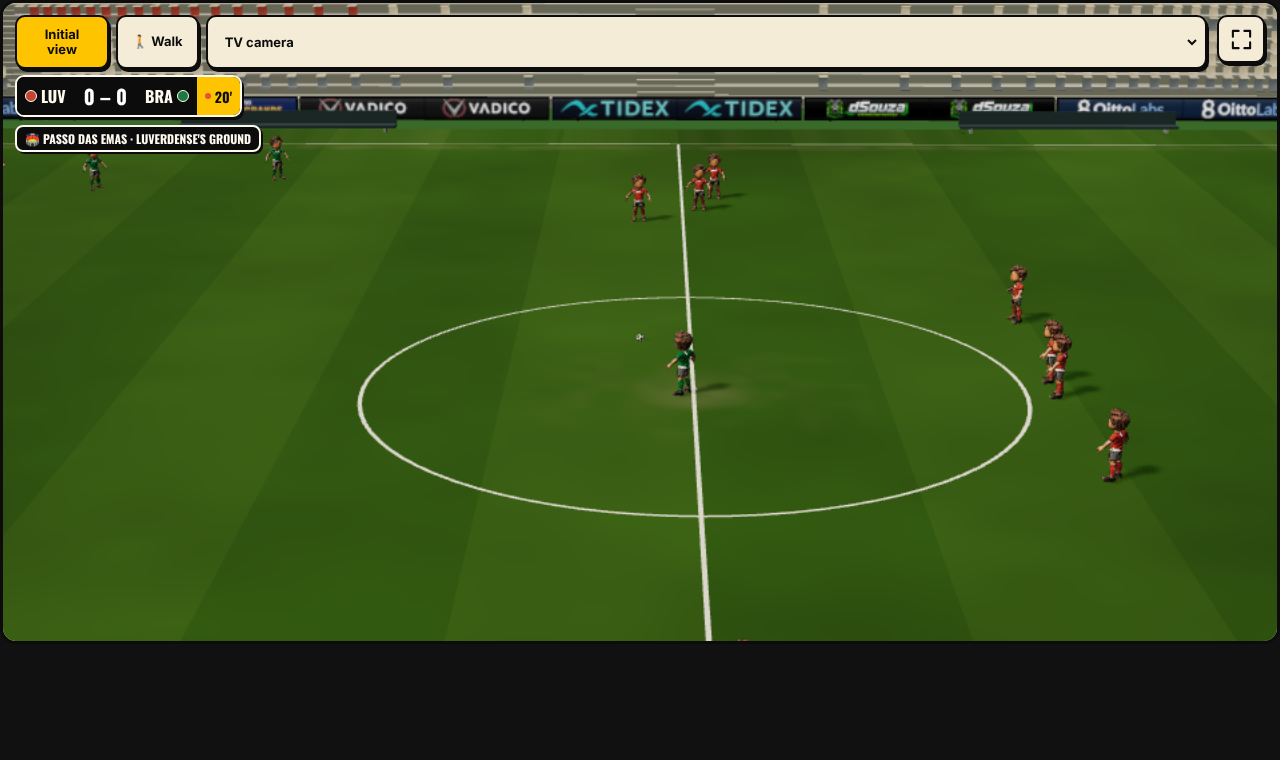 Initial
view
🚶 Walk
TV camera
LUV 0 – 0 BRA 20'
PASSO DAS EMAS · LUVERDENSE'S GROUND
VADICO VADICO TIDEX TIDEX dSouza dSouza OittoLabs